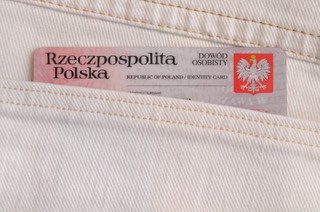 Rzeczpospolita
Polska
DOWÓD
OSOBISTY
REPUBLIC OF POLAND / IDENTITY CARD